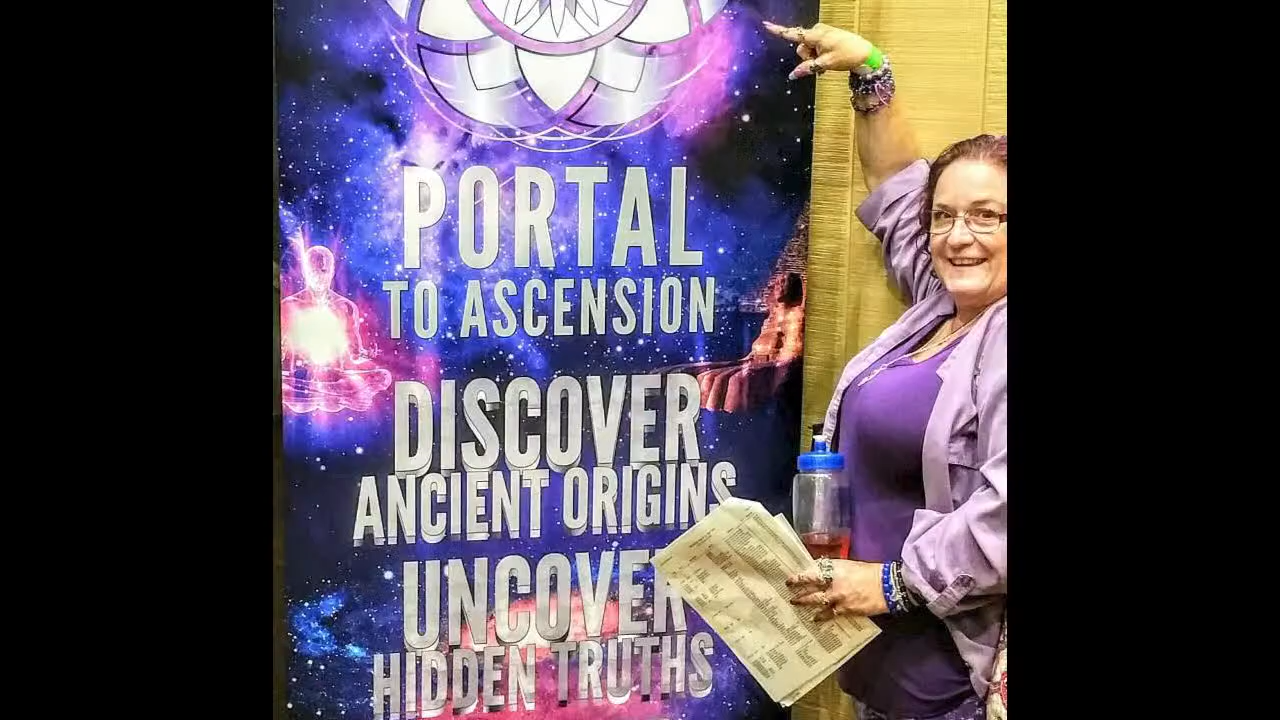 PORTAL
TO ASCENSION
DISCOVER
ANCIENT ORIGINS
UNCOVER
HIDDEN TRUTHS